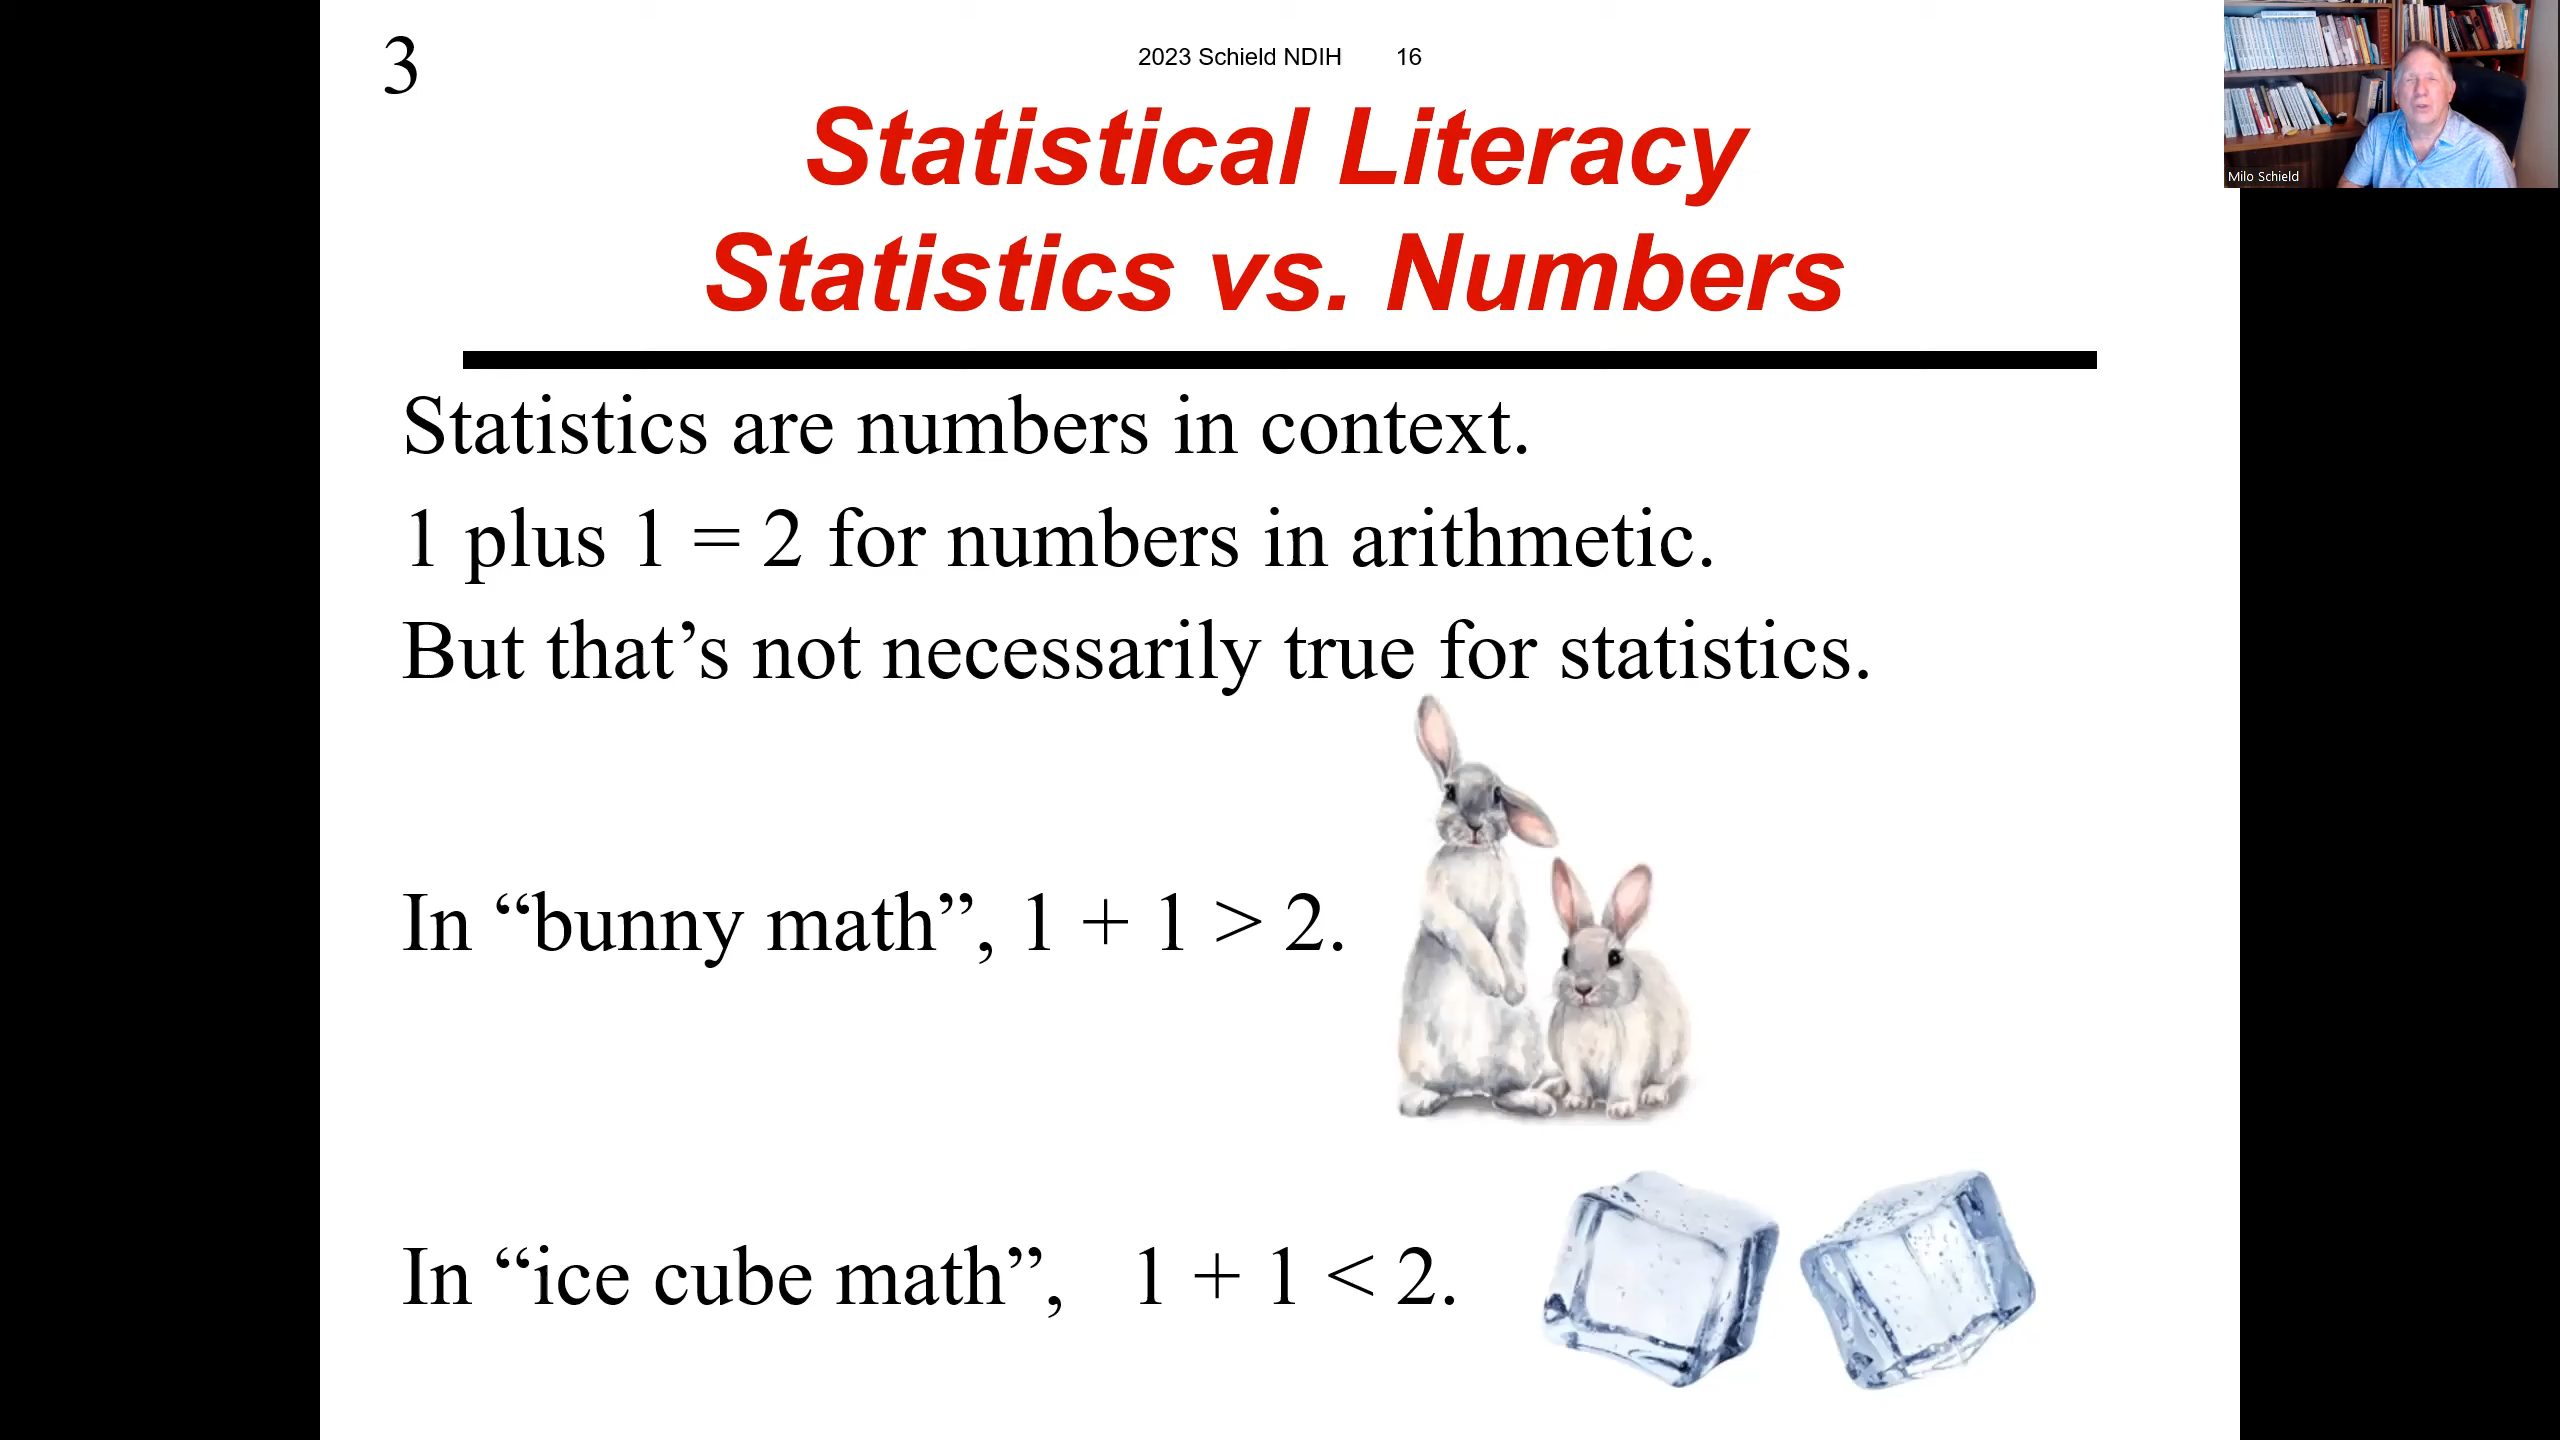 3
2023 Schield NDIH 16
Statistical Literacy
Statistics vs. Numbers
Statistics are numbers in context.
1 plus 1 = 2 for numbers in arithmetic.
But that’s not necessarily true for statistics.
In “bunny math”, 1 + 1 > 2.
In “ice cube math”, 1 + 1 < 2.
Milo Schield